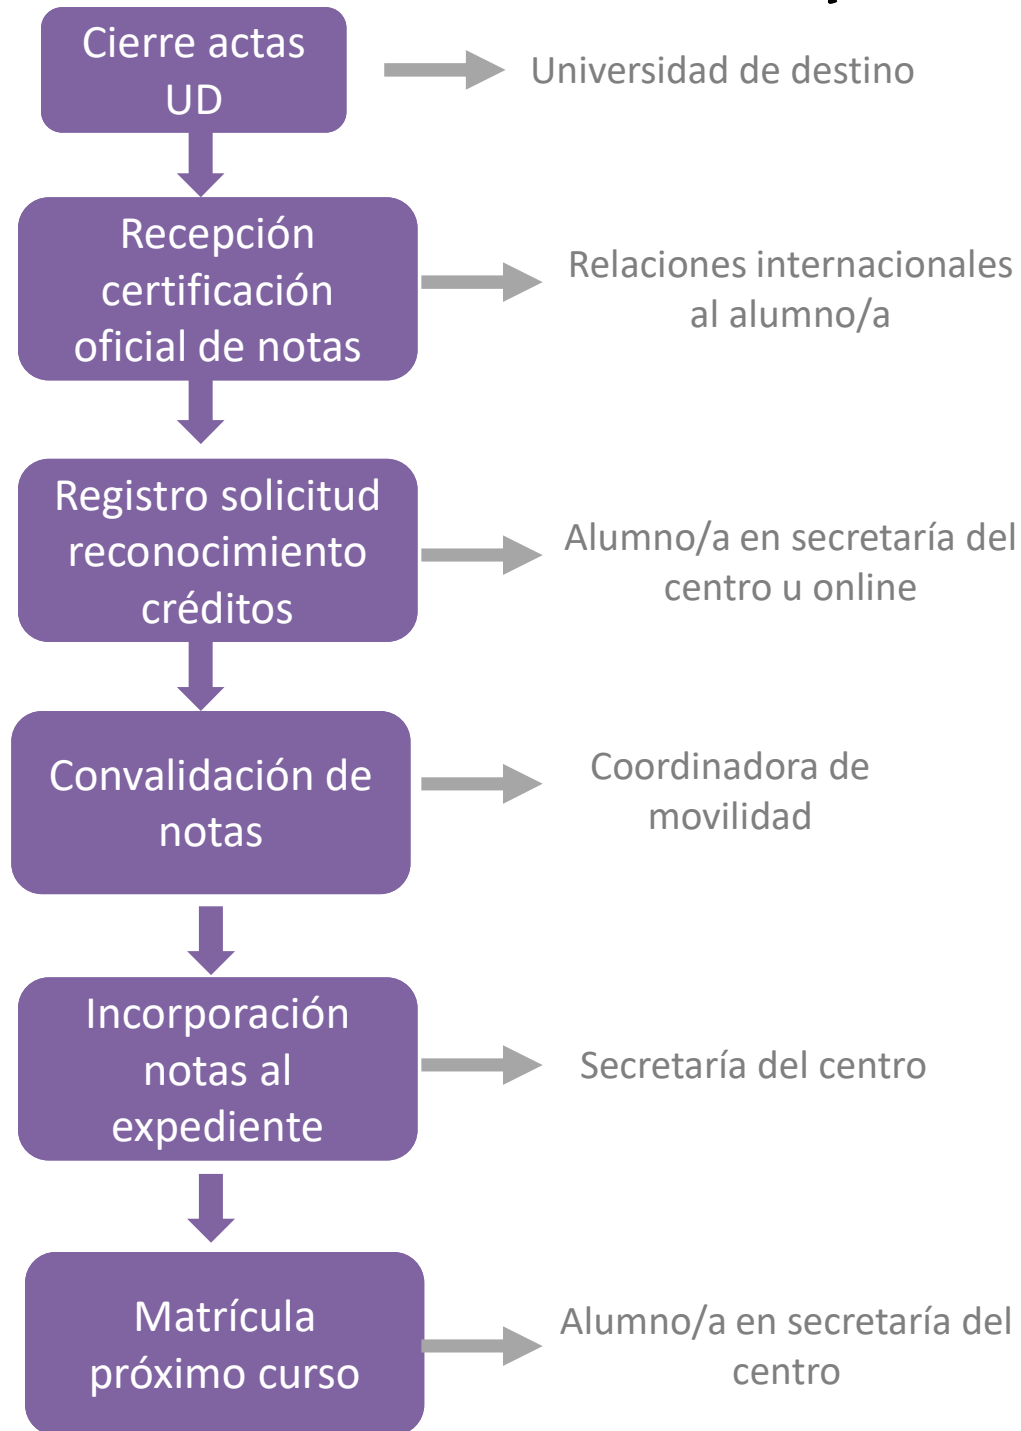 Cierre actas
UD
Universidad de destino
Recepción
certificación
oficial de notas
Relaciones internacionales
al alumno/a
Registro solicitud
reconocimiento
créditos
Alumno/a en secretaría del
centro u online
Convalidación de
notas
Coordinadora de
movilidad
Incorporación
notas al
expediente
Secretaría del centro
Matrícula
próximo curso
Alumno/a en secretaría del
centro